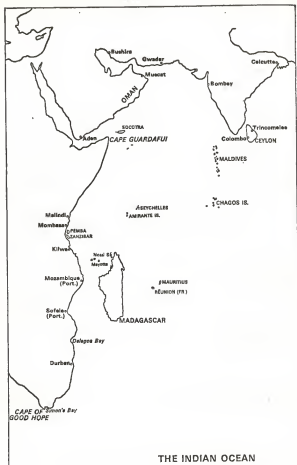 Bushire
Gwadar
Calcutta
Muscat
OMAN
Bombay
SOCOTRA
Aden
CAPE GUARDAFUI
Trincomalee
Colombo
CEYLON
MALDIVES
SEYCHELLES
AMIRANTE IS.
CHAGOS IS.
Malindi
Mombasa
PEMBA
ZANZIBAR
Kilwa
Nossi Bé
Mayotte
Mozambique
(Port.)
MAURITIUS
RÉUNION (FR)
Sofala
(Port.)
MADAGASCAR
Delagoa Bay
Durban
CAPE OF
GOOD HOPE
Simon's Bay
THE INDIAN OCEAN